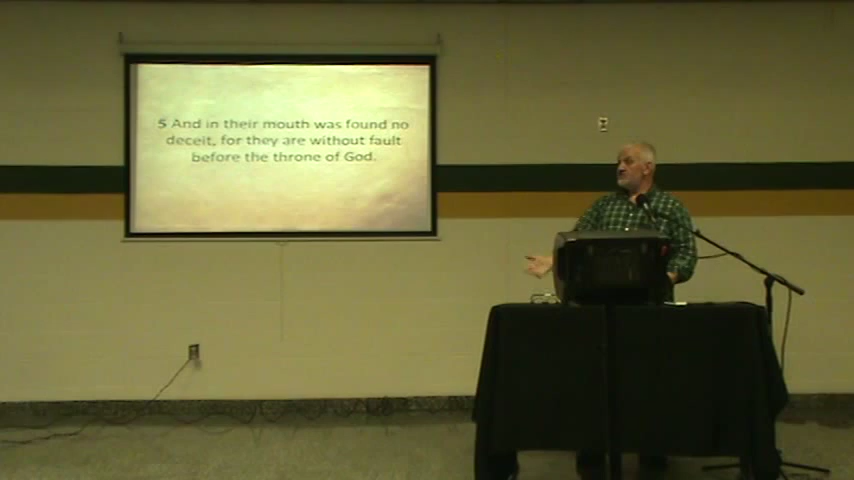 5 And in their mouth was found no
deceit, for they are without fault
before the throne of God.